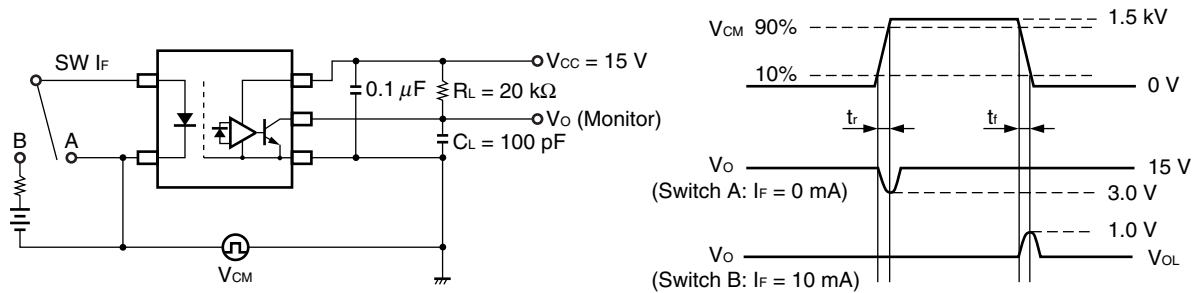 SW IF
B
A
VCM
VCC = 15 V
0.1 μF
RL = 20 kΩ
VO (Monitor)
CL = 100 pF
VCM 90%
10%
1.5 kV
0 V
tr
tf
VO
(Switch A: IF = 0 mA)
15 V
3.0 V
1.0 V
VO
VOL
(Switch B: IF = 10 mA)